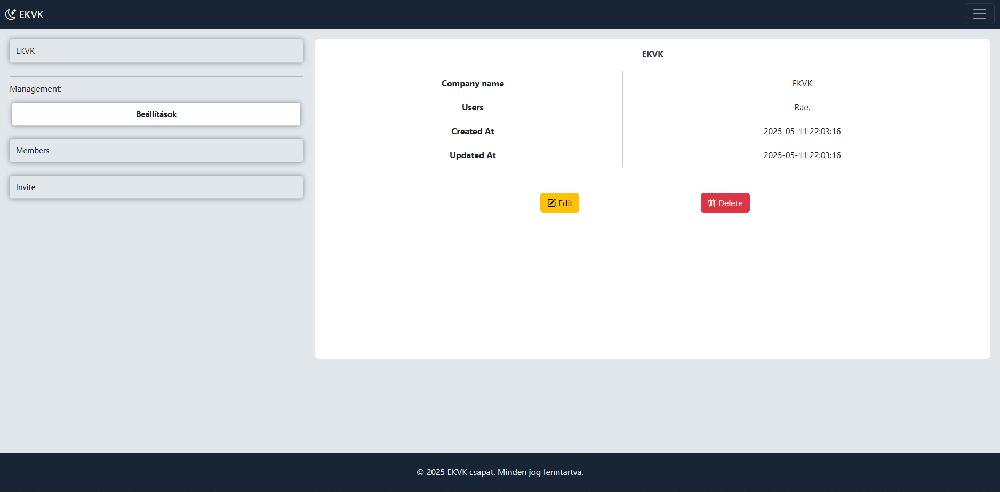 EKVK
EKVK
Management:
Beállítások
Members
Invite
EKVK
Company name EKVK
Users Rae,
Created At 2025-05-11 22:03:16
Updated At 2025-05-11 22:03:16
Edit Delete
© 2025 EKVK csapat. Minden jog fenntartva.